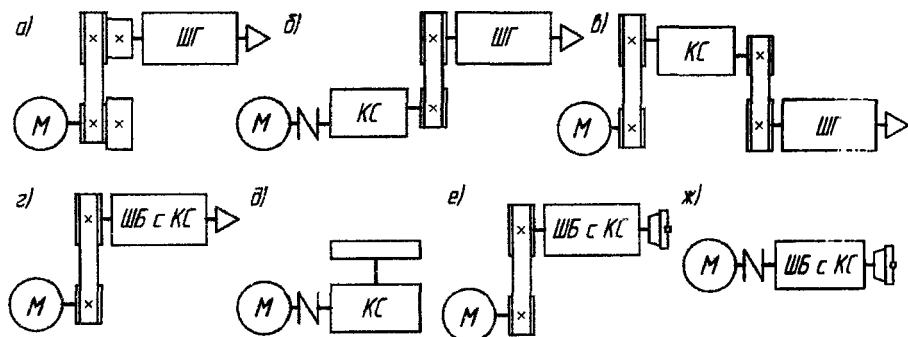 а) ШГ б) ШГ в) КС
М М КС М ШГ
г) ШБ с КС д) е) ШБ с КС ж)
М М КС М М ШБ с КС